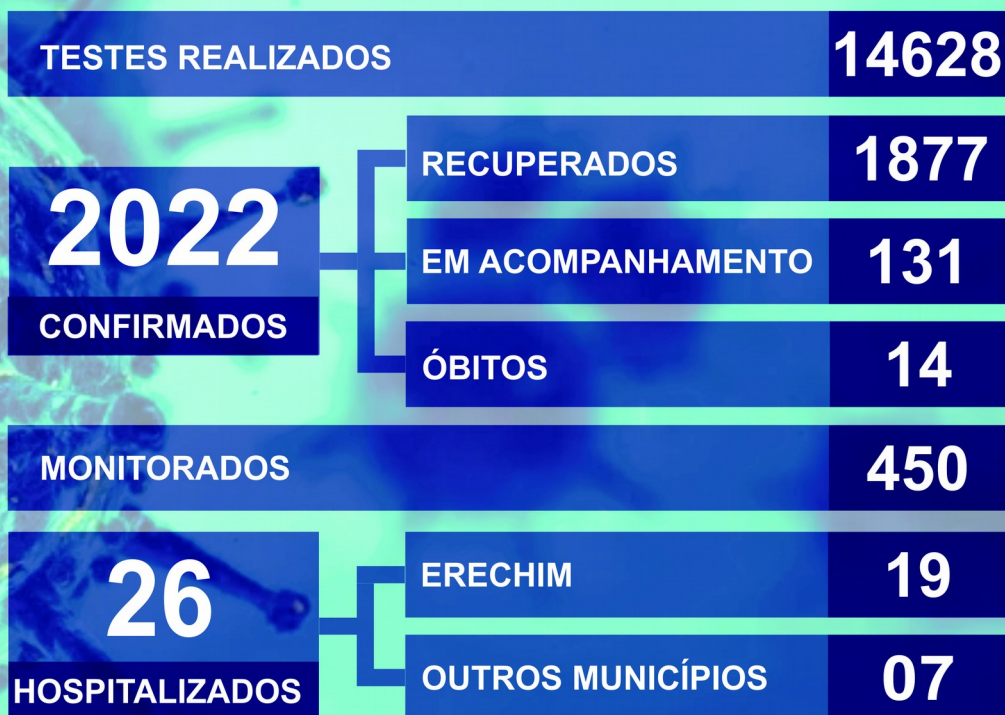 TESTES REALIZADOS 14628
2022
CONFIRMADOS
RECUPERADOS 1877
EM ACOMPANHAMENTO 131
ÓBITOS 14
MONITORADOS 450
26
HOSPITALIZADOS
ERECHIM 19
OUTROS MUNICÍPIOS 07